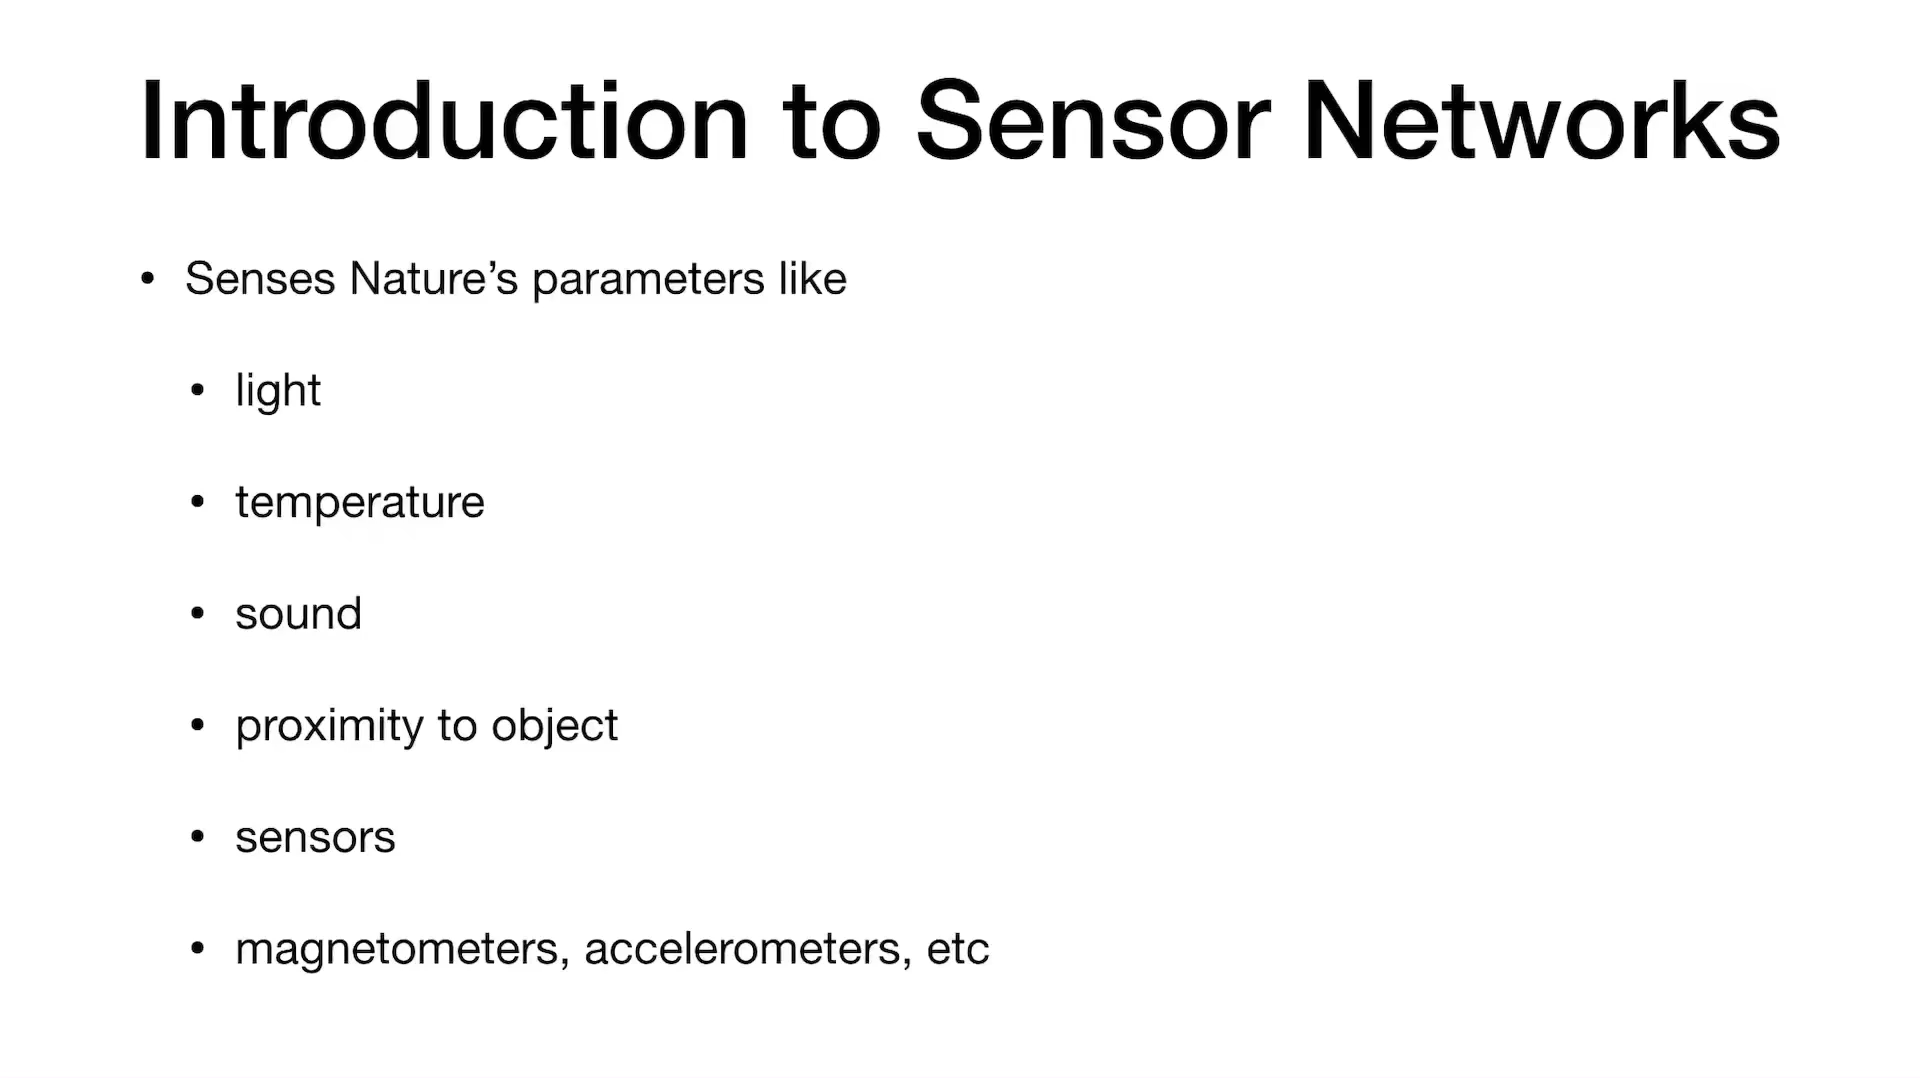 Introduction to Sensor Networks
• Senses Nature’s parameters like
• light
• temperature
• sound
• proximity to object
• sensors
• magnetometers, accelerometers, etc